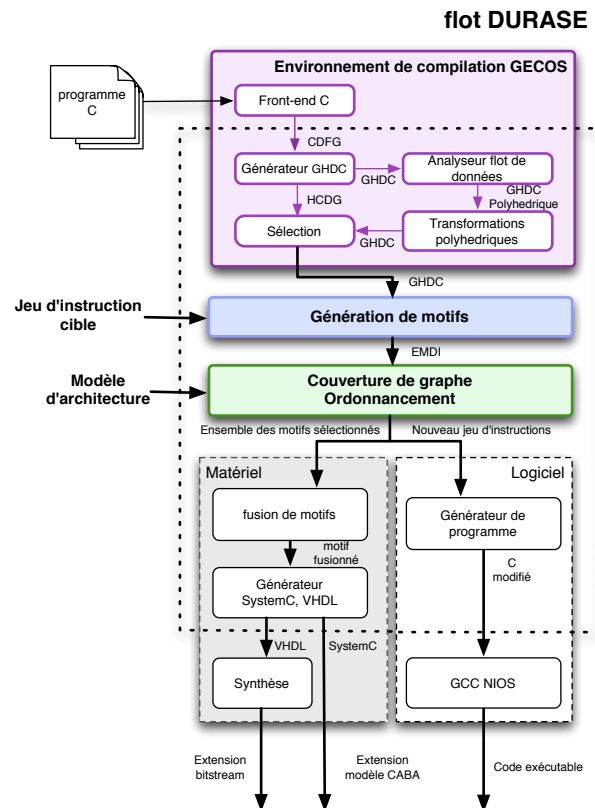 flot DURASE
Environnement de compilation GECOS
programme
C
Front-end C
CDFG
Générateur GHDC
GHDC
Analyseur flot de
données
HCDG
GHDC
Polyhedrique
Sélection
GHDC
Transformations
polyhedriques
GHDC
Jeu d'instruction
cible
Génération de motifs
EMDI
Modèle
d'architecture
Couverture de graphe
Ordonnancement
Ensemble des motifs sélectionnés
Nouveau jeu d'instructions
Matériel
Logiciel
fusion de motifs
Générateur de
programme
motif
fusionné
C
modifié
Générateur
SystemC, VHDL
VHDL
SystemC
Synthèse
GCC NIOS
Extension
bitstream
Extension
modèle CABA
Code exécutable